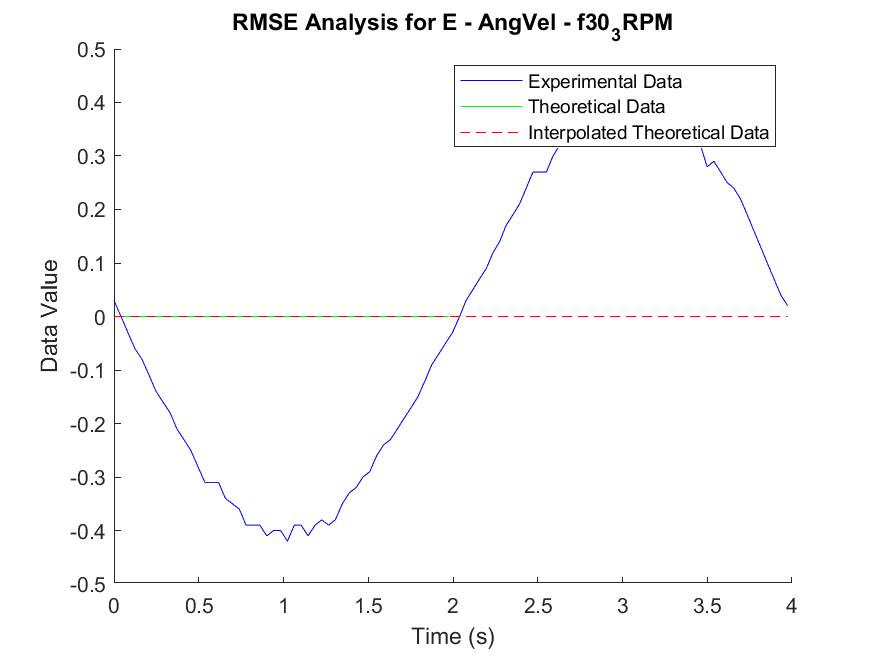 RMSE Analysis for E - AngVel - f30₃RPM
Experimental Data
Theoretical Data
Interpolated Theoretical Data
Data Value
0.5
0.4
0.3
0.2
0.1
0
-0.1
-0.2
-0.3
-0.4
-0.5
0 0.5 1 1.5 2 2.5 3 3.5 4
Time (s)